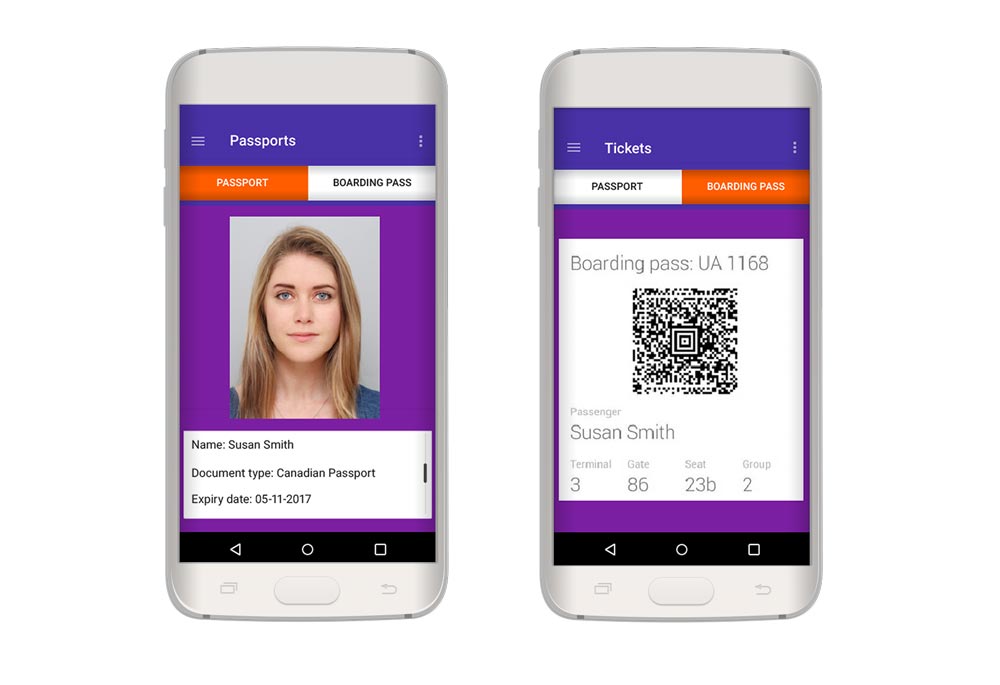 Passports
PASSPORT
BOARDING PASS
Name: Susan Smith
Document type: Canadian Passport
Expiry date: 05-11-2017
Tickets
PASSPORT
BOARDING PASS
Boarding pass: UA 1168
Passenger
Susan Smith
Terminal Gate Seat Group
3 86 23b 2